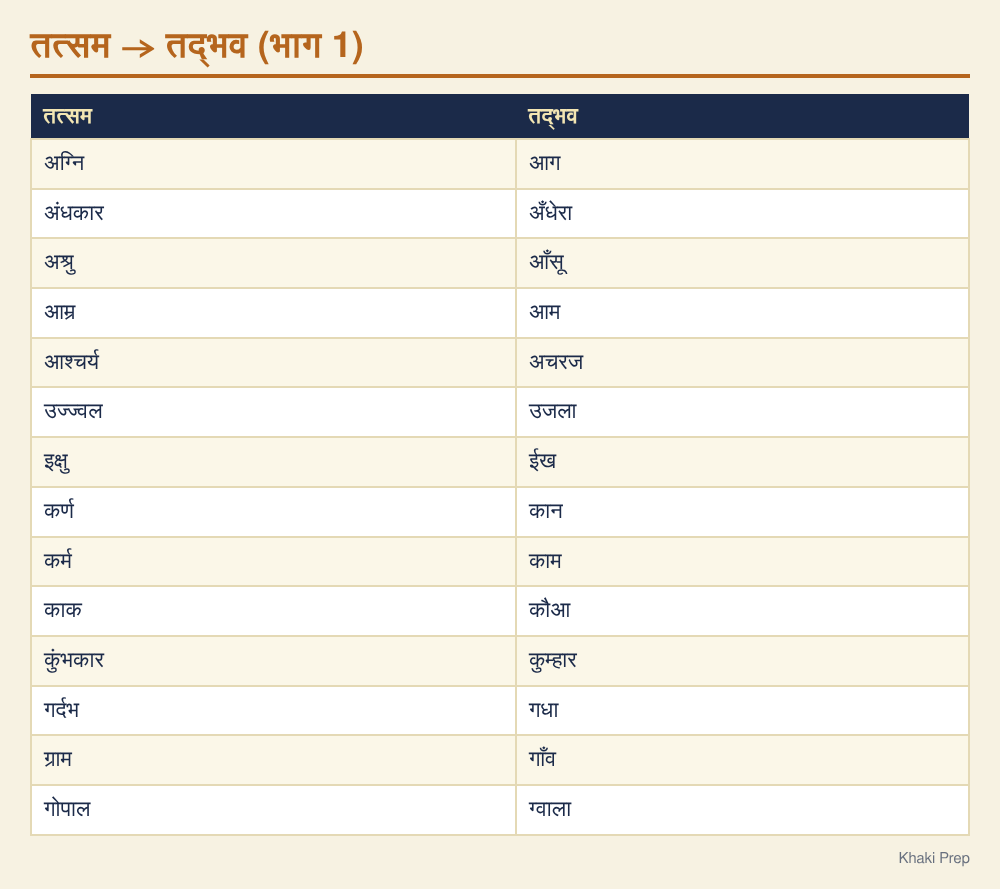 तत्सम → तद्भव (भाग 1)
तत्सम तद्भव
अग्नि आग
अंधकार अँधेरा
अश्रु आँसू
आम्र आम
आश्चर्य अचरज
उज्ज्वल उजला
इक्षु ईख
कर्ण कान
कर्म काम
काक कौआ
कुंभकार कुम्हार
गर्दभ गधा
ग्राम गाँव
गोपाल ग्वाला
Khaki Prep